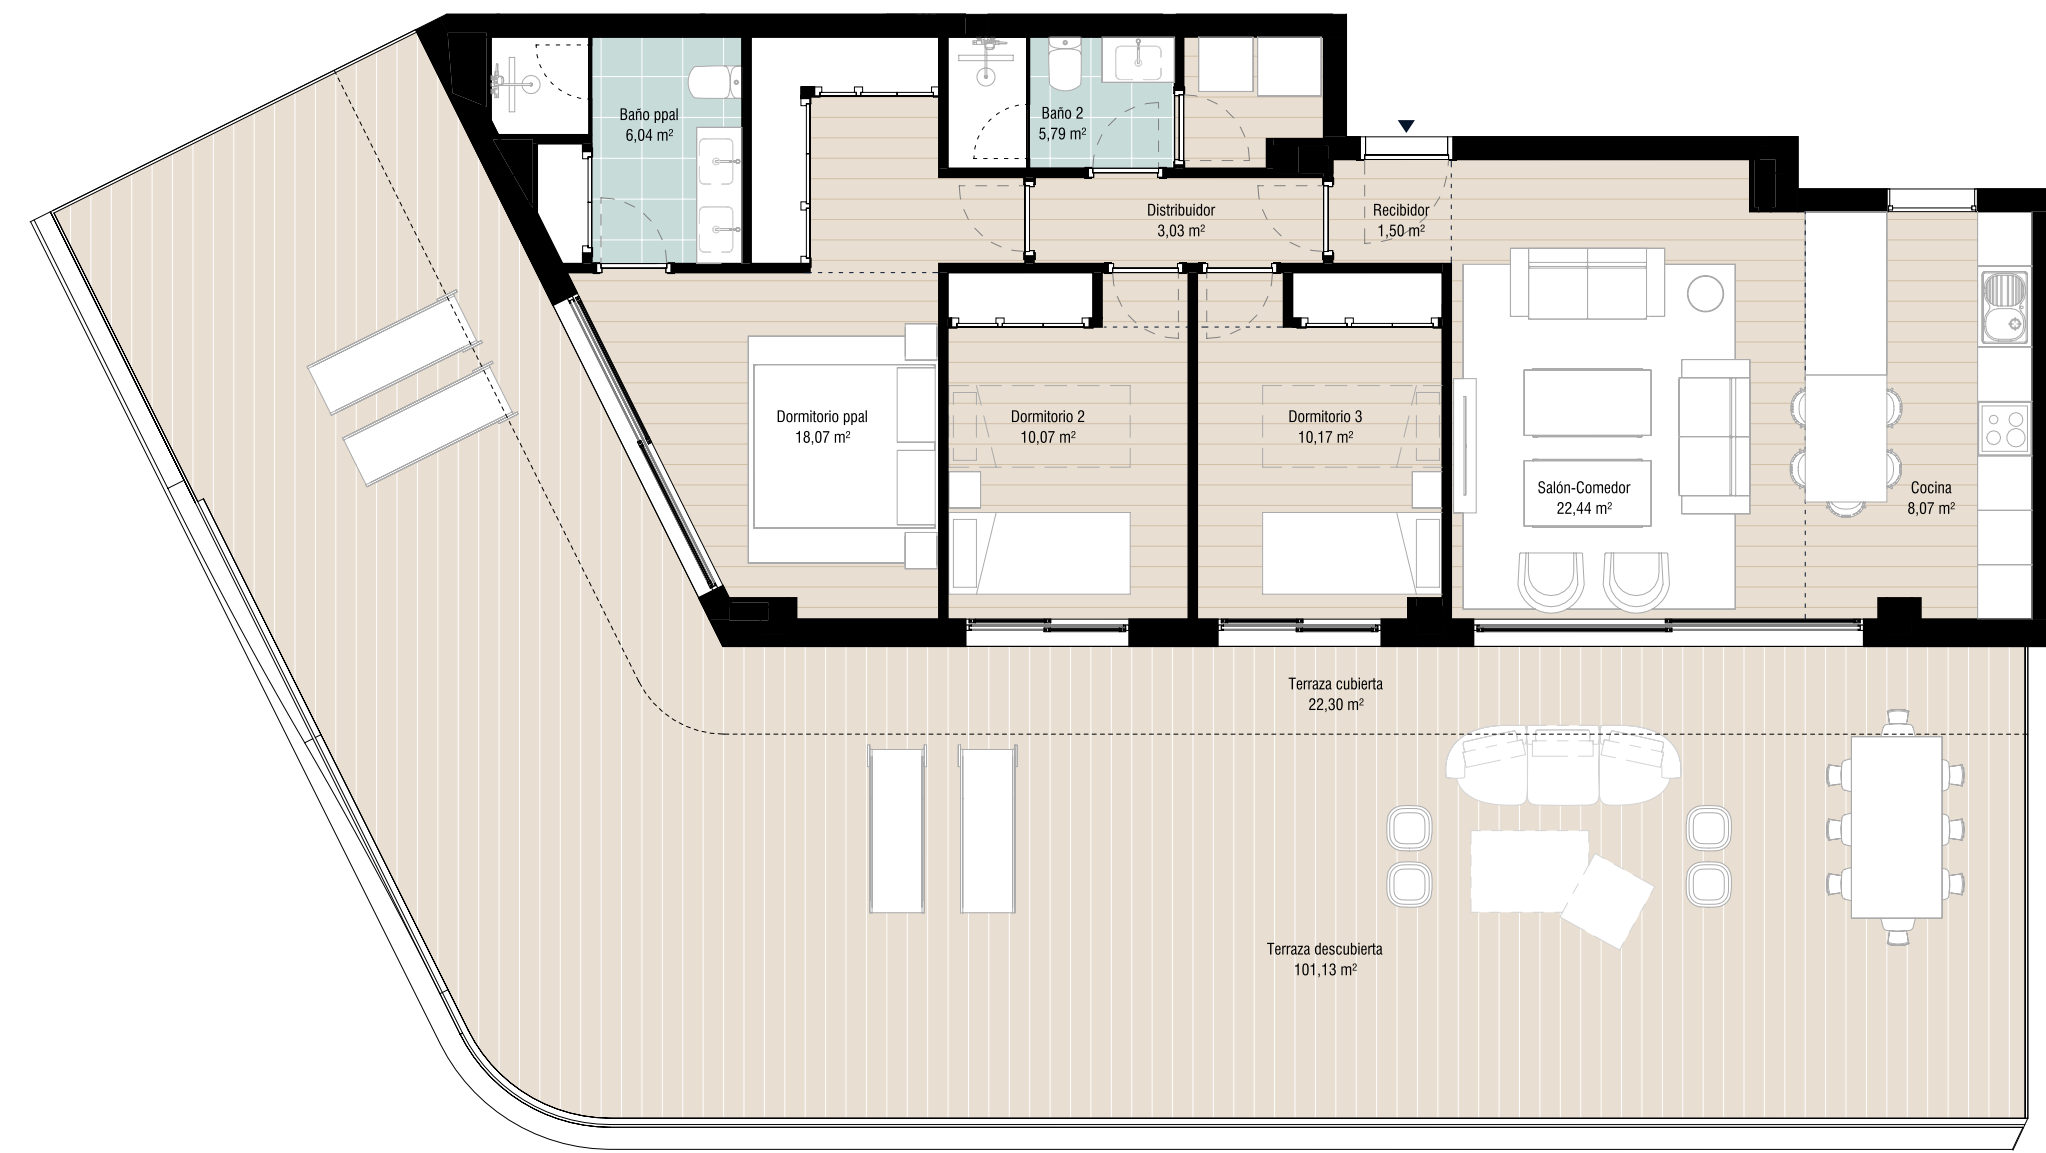 Baño ppal
6,04 m²
Baño 2
5,79 m²
Distribuidor
3,03 m²
Recibidor
1,50 m²
Dormitorio ppal
18,07 m²
Dormitorio 2
10,07 m²
Dormitorio 3
10,17 m²
Salón-Comedor
22,44 m²
Cocina
8,07 m²
Terraza cubierta
22,30 m²
Terraza descubierta
101,13 m²